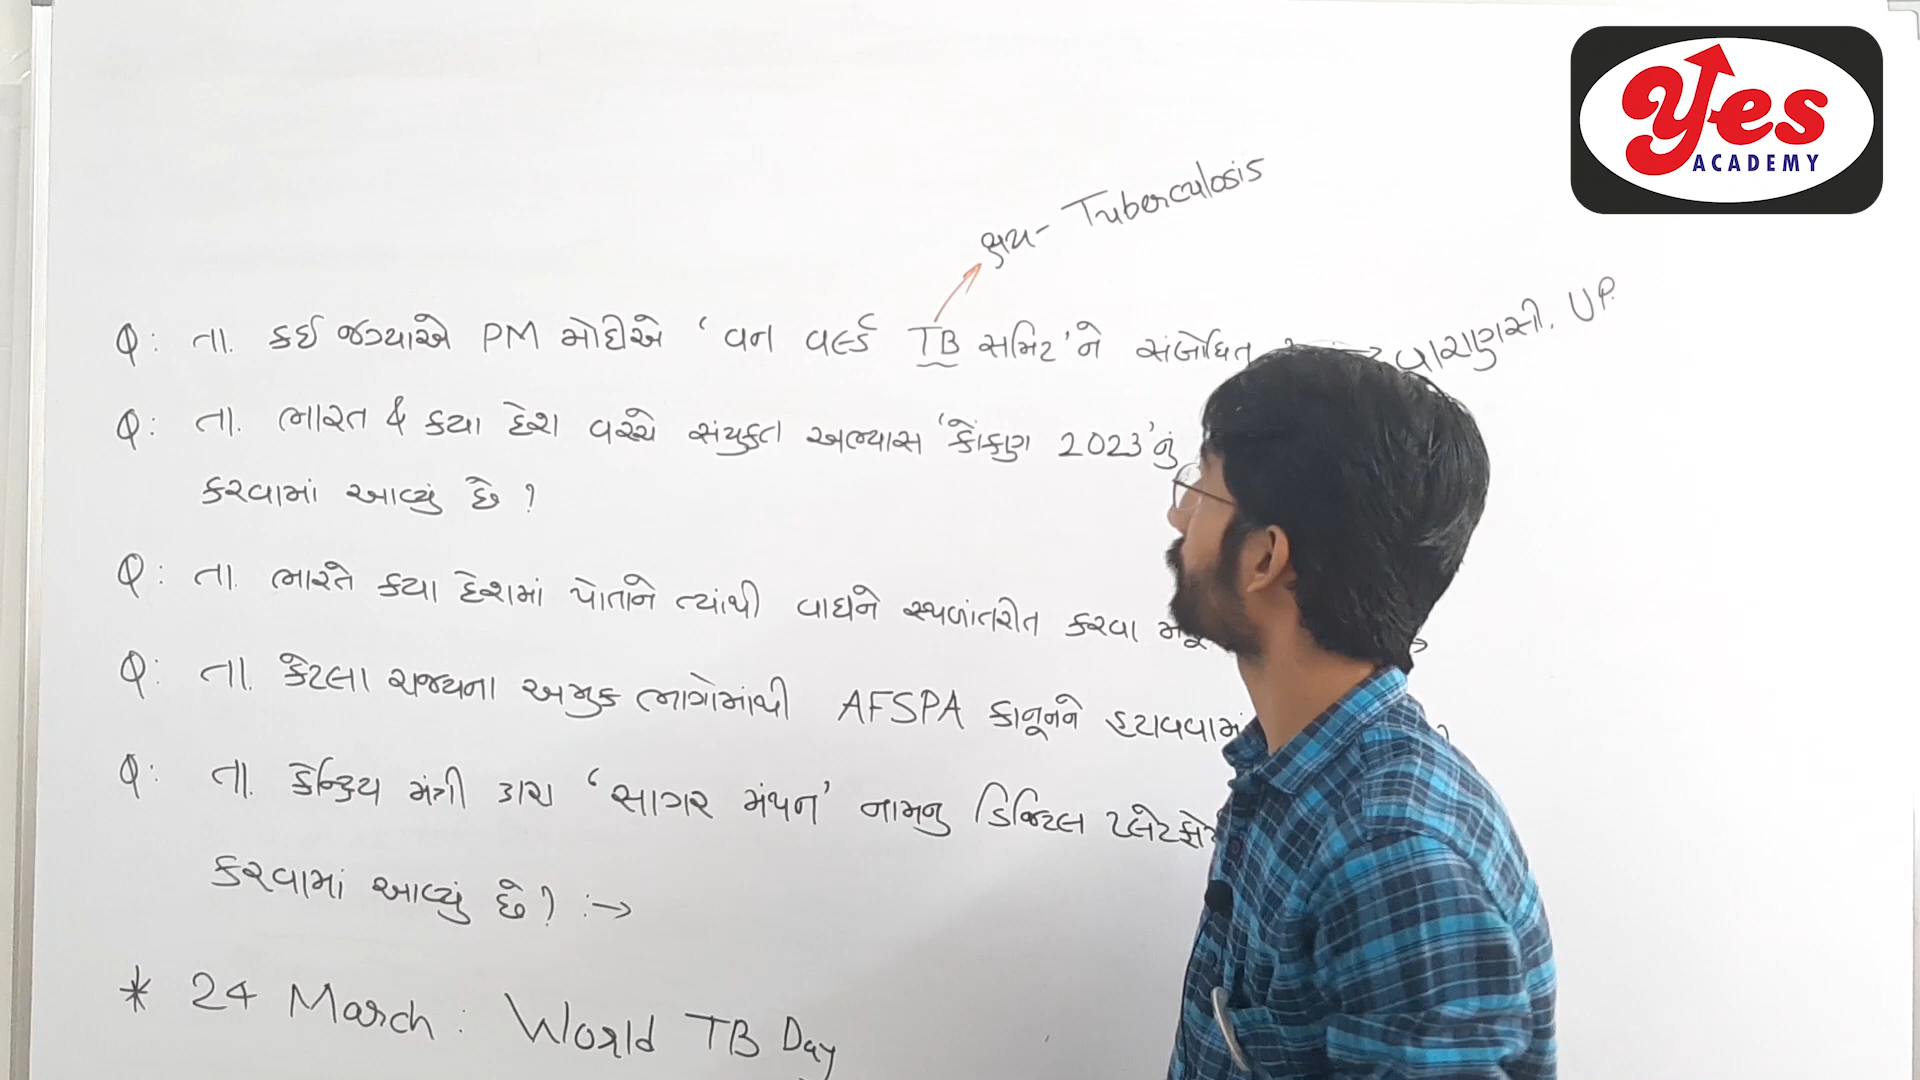 Yes
ACADEMY
ક્ષય - Tuberculosis
Q: તા. કઈ જગ્યાએ PM મોદીએ ‘વન વર્લ્ડ TB સમિટ’ને સંબોધિત → વારાણસી. UP.
Q: તા. ભારત & કયા દેશ વચ્ચે સંયુક્ત અભ્યાસ ‘કોંકણ 2023’નું
કરવામાં આવ્યું છે?
Q: તા. ભારતે કયા દેશમાં પોતાને ત્યાંથી વાઘને સ્થળાંતરીત કરવા
Q: તા. કેટલા રાજ્યના અમુક ભાગોમાંથી AFSPA કાનૂનને હટાવવામાં ?
Q: તા. કેન્દ્રિય મંત્રી દ્વારા ‘સાગર મંથન’ નામનુ ડિજિટલ પ્લેટફોર્મ
કરવામાં આવ્યું છે? :→
* 24 March: World TB Day